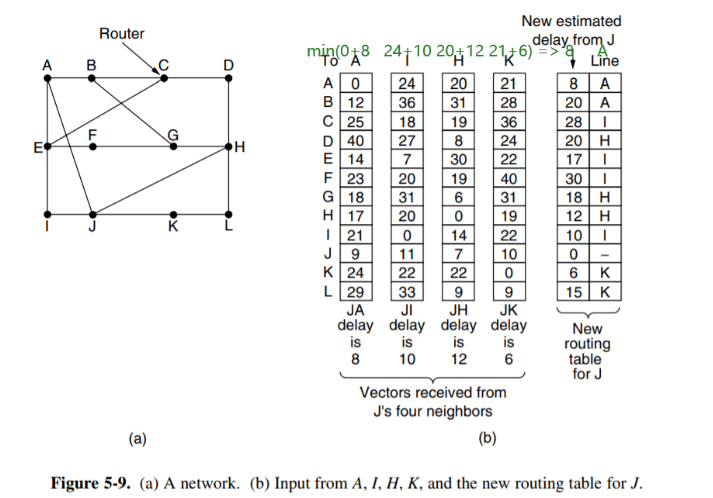 Router
A B C D
E F G H
I J K L
(a)
New estimated
delay from J
min(0+8 24+10 20+12 21+6) => 8 A
To A I H K Line
A 0 24 20 21 8 A
B 12 36 31 28 20 A
C 25 18 19 36 28 I
D 40 27 8 24 20 H
E 14 7 30 22 17 I
F 23 20 19 40 30 I
G 18 31 6 31 18 H
H 17 20 0 19 12 H
I 21 0 14 22 10 I
J 9 11 7 10 0 –
K 24 22 22 0 6 K
L 29 33 9 9 15 K
JA JI JH JK
delay delay delay delay
is is is is
8 10 12 6
New
routing
table
for J
Vectors received from
J's four neighbors
(b)
Figure 5-9. (a) A network. (b) Input from A, I, H, K, and the new routing table for J.